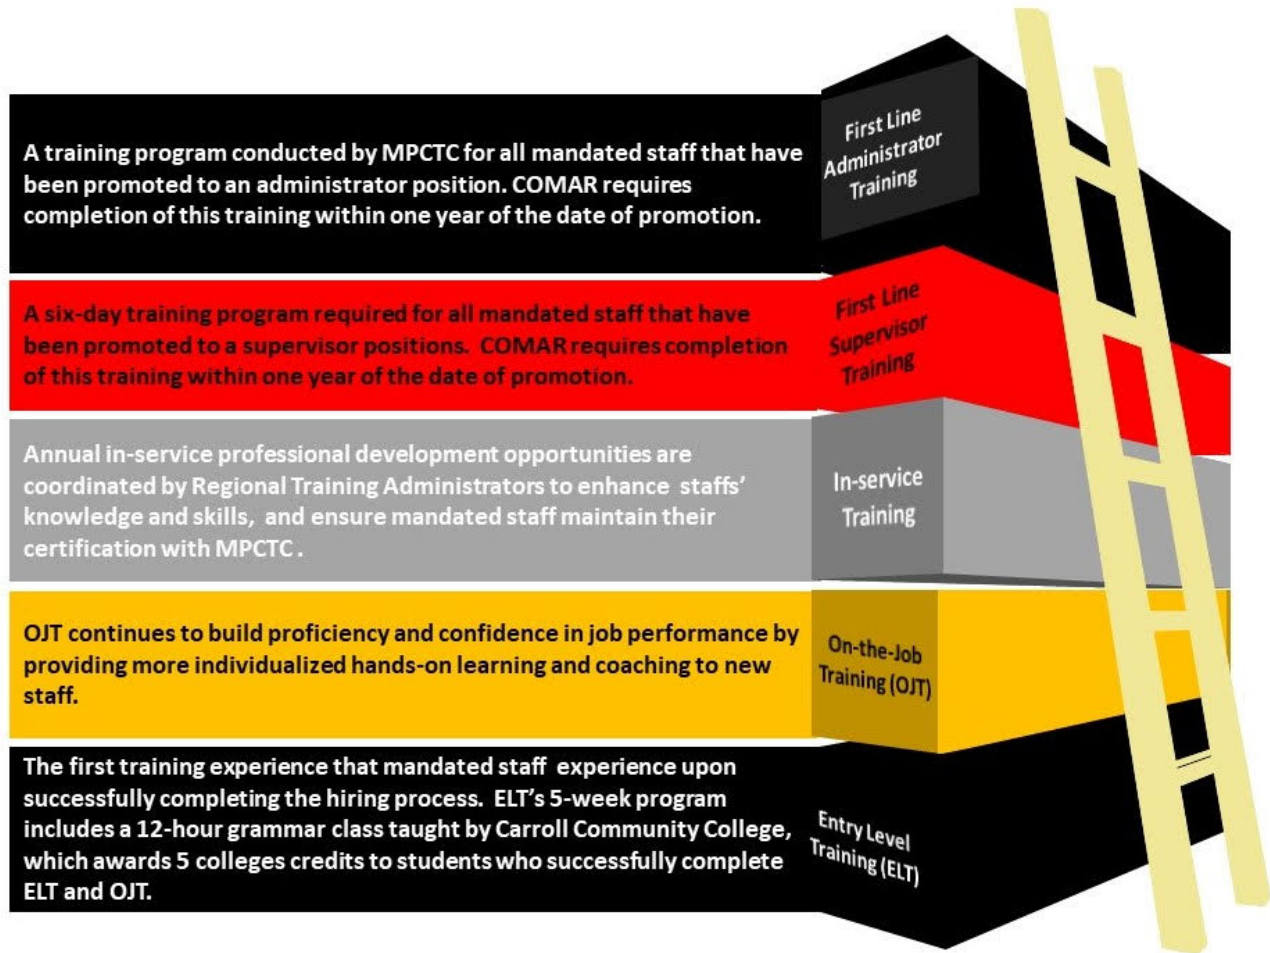 A training program conducted by MPCTC for all mandated staff that have
been promoted to an administrator position. COMAR requires
completion of this training within one year of the date of promotion.
First Line
Administrator
Training
A six-day training program required for all mandated staff that have
been promoted to a supervisor positions. COMAR requires completion
of this training within one year of the date of promotion.
First Line
Supervisor
Training
Annual in-service professional development opportunities are
coordinated by Regional Training Administrators to enhance staffs’
knowledge and skills, and ensure mandated staff maintain their
certification with MPCTC .
In-service
Training
OJT continues to build proficiency and confidence in job performance by
providing more individualized hands-on learning and coaching to new
staff.
On-the-Job
Training (OJT)
The first training experience that mandated staff experience upon
successfully completing the hiring process. ELT’s 5-week program
includes a 12-hour grammar class taught by Carroll Community College,
which awards 5 colleges credits to students who successfully complete
ELT and OJT.
Entry Level
Training (ELT)